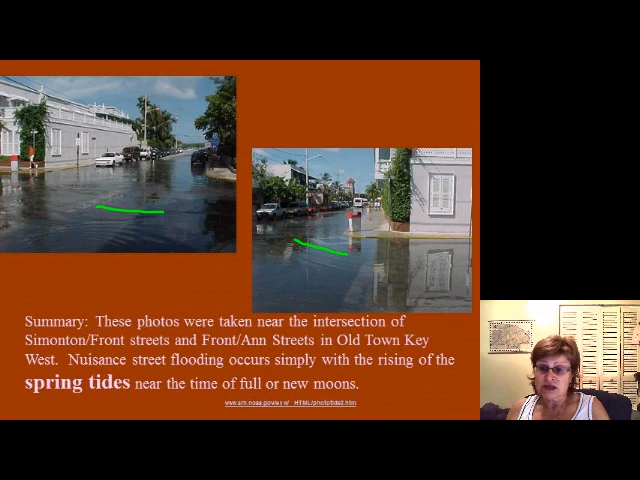 Summary: These photos were taken near the intersection of
Simonton/Front streets and Front/Ann Streets in Old Town Key
West. Nuisance street flooding occurs simply with the rising of the
spring tides near the time of full or new moons.